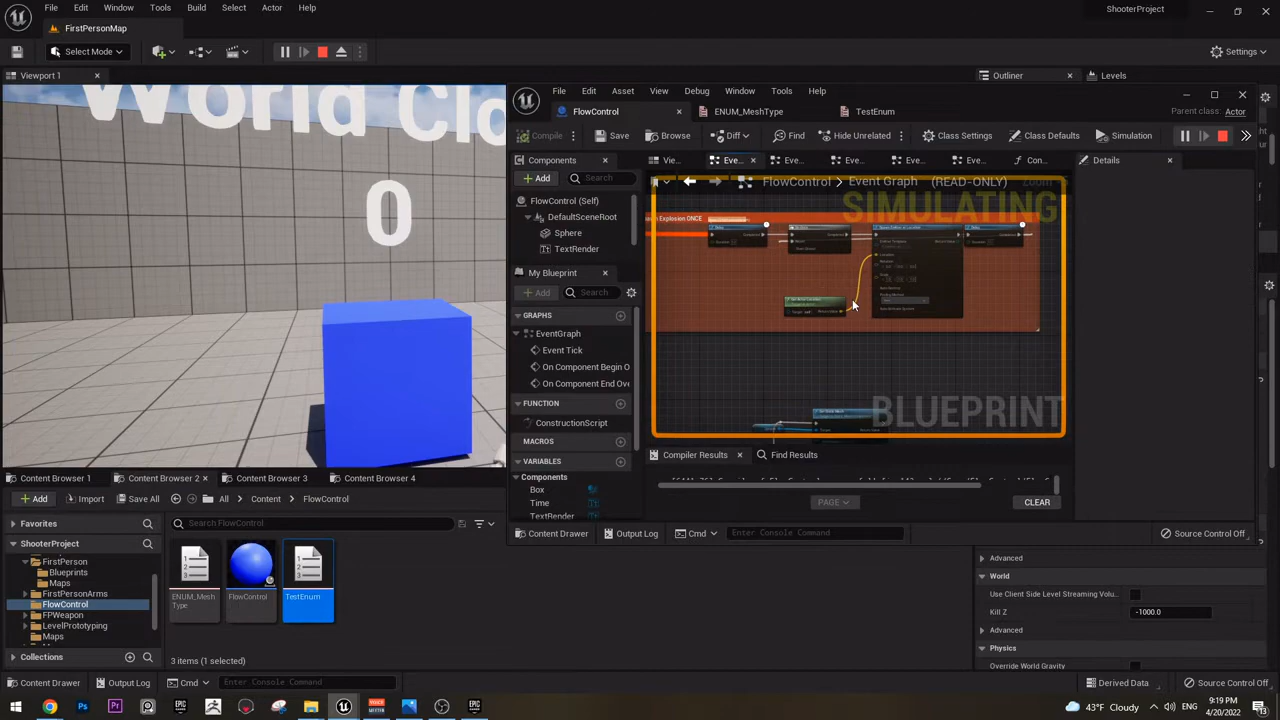 File Edit Window Tools Build Select Actor Help
ShooterProject
FirstPersonMap
Select Mode
Settings
Viewport 1
Outliner
Levels
World Clo
0
File Edit Asset View Debug Window Tools Help
FlowControl
ENUM_MeshType
TestEnum
Parent class: Actor
Compile
Save
Browse
Diff
Find
Hide Unrelated
Class Settings
Class Defaults
Simulation
Components
Vie...
Eve...
Eve...
Eve...
Eve...
Eve...
Con...
Details
Add
Search
FlowControl > Event Graph (READ-ONLY)
Zoom
SIMULATING
FlowControl (Self)
DefaultSceneRoot
Sphere
TextRender
Explosion ONCE
My Blueprint
Add
Search
GRAPHS
EventGraph
Event Tick
On Component Begin O
On Component End Ove
FUNCTION
ConstructionScript
MACROS
VARIABLES
Components
Box
Time
TextRender
BLUEPRINT
Compiler Results
Find Results
PAGE
CLEAR
Content Drawer
Output Log
Cmd
Enter Console Command
Source Control Off
Content Browser 1
Content Browser 2
Content Browser 3
Content Browser 4
Add
Import
Save All
All > Content > FlowControl
Favorites
Search FlowControl
ShooterProject
FirstPerson
Blueprints
Maps
FirstPersonArms
FlowControl
FPWeapon
LevelPrototyping
Maps
Collections
ENUM_Mesh
Type
FlowControl
TestEnum
3 items (1 selected)
Advanced
World
Use Client Side Level Streaming Volu...
Kill Z
-1000.0
Advanced
Physics
Override World Gravity
Content Drawer
Output Log
Cmd
Enter Console Command
Derived Data
Source Control Off
43°F Cloudy
9:19 PM
4/20/2022